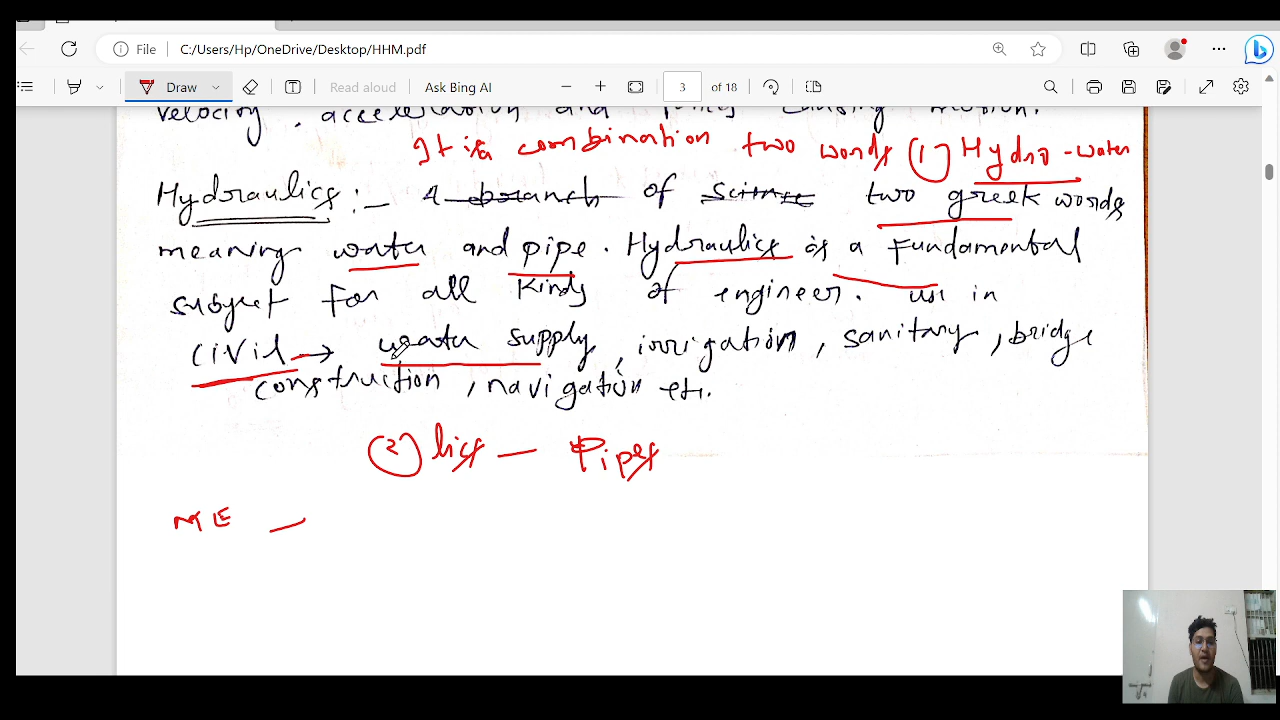 File C:/Users/Hp/OneDrive/Desktop/HHM.pdf
Draw Read aloud Ask Bing AI 3 of 18
velocity, acceleration and forces causing motion.
It is a combination two words (1) Hydro - water
Hydraulics :- A branch of science two greek words
meaning water and pipe. Hydraulics is a fundamental
subject for all kinds of engineer. use in
civil → water supply, irrigation, sanitary, bridge
construction, navigation etc.
(2) lics - Pipes
ME -